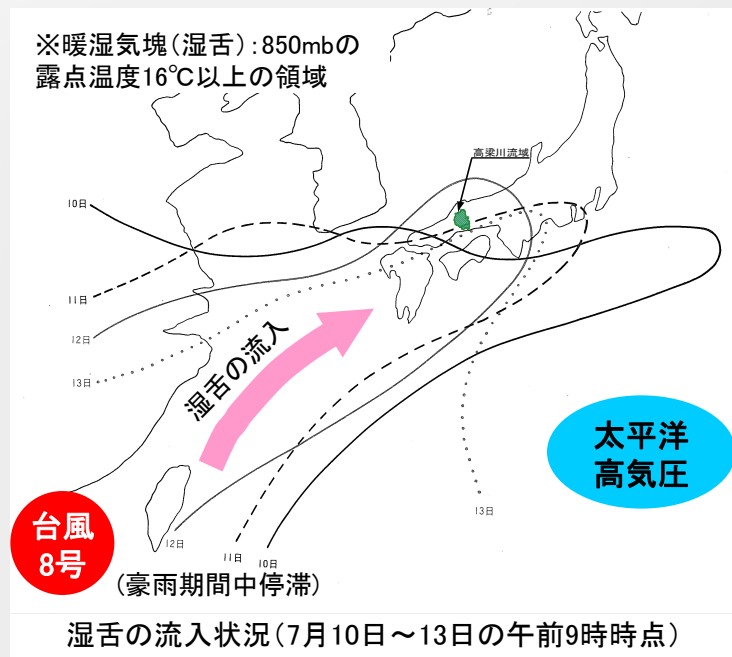 ※暖湿気塊(湿舌):850mbの
露点温度16℃以上の領域
高梁川流域
10日
11日
12日
13日
湿舌の流入
太平洋
高気圧
13日
台風
8号
12日
11日
10日
(豪雨期間中停滞)
湿舌の流入状況(7月10日～13日の午前9時時点)